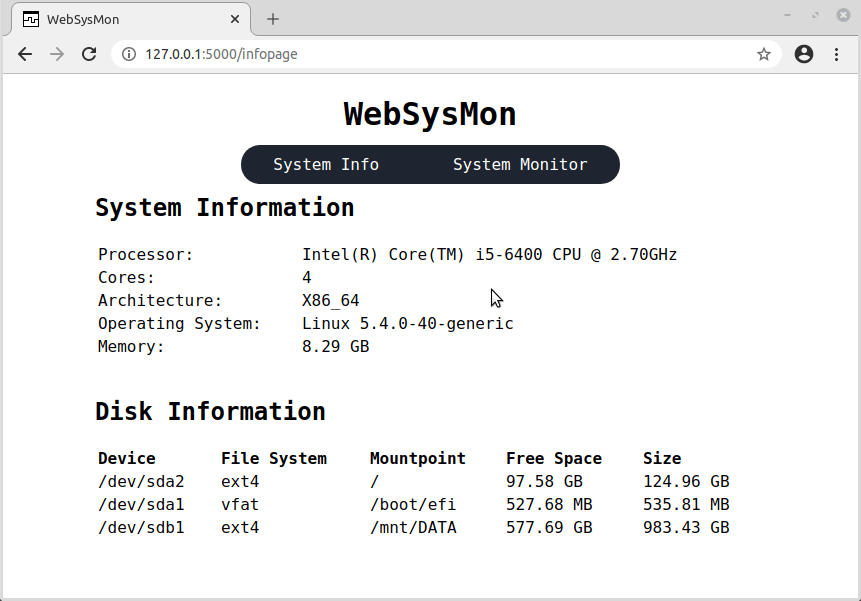 WebSysMon
127.0.0.1:5000/infopage
WebSysMon
System Info System Monitor
System Information
Processor: Intel(R) Core(TM) i5-6400 CPU @ 2.70GHz
Cores: 4
Architecture: X86_64
Operating System: Linux 5.4.0-40-generic
Memory: 8.29 GB
Disk Information
Device File System Mountpoint Free Space Size
/dev/sda2 ext4 / 97.58 GB 124.96 GB
/dev/sda1 vfat /boot/efi 527.68 MB 535.81 MB
/dev/sdb1 ext4 /mnt/DATA 577.69 GB 983.43 GB